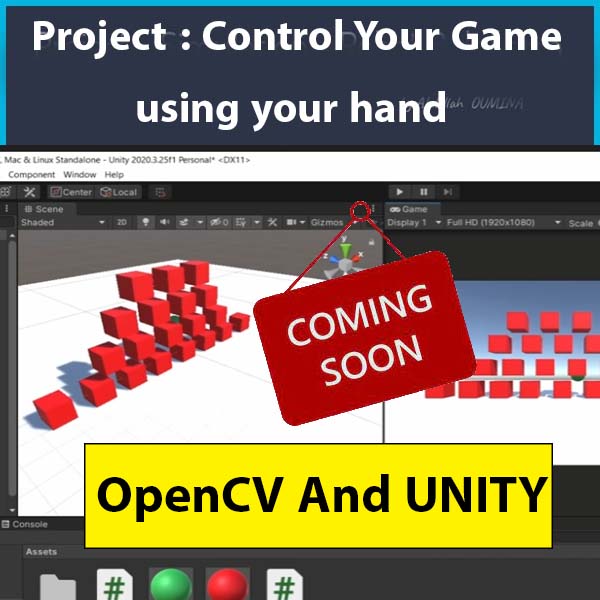 Project : Control Your Game
using your hand
OUMINA
, Mac & Linux Standalone - Unity 2020.3.25f1 Personal* <DX11>
Component Window Help
Center Local
Scene
Game
Shaded 2D Gizmos
Display 1 Full HD (1920x1080) Scale
y
x
z
COMING
SOON
OpenCV And UNITY
Console
Assets
#
#